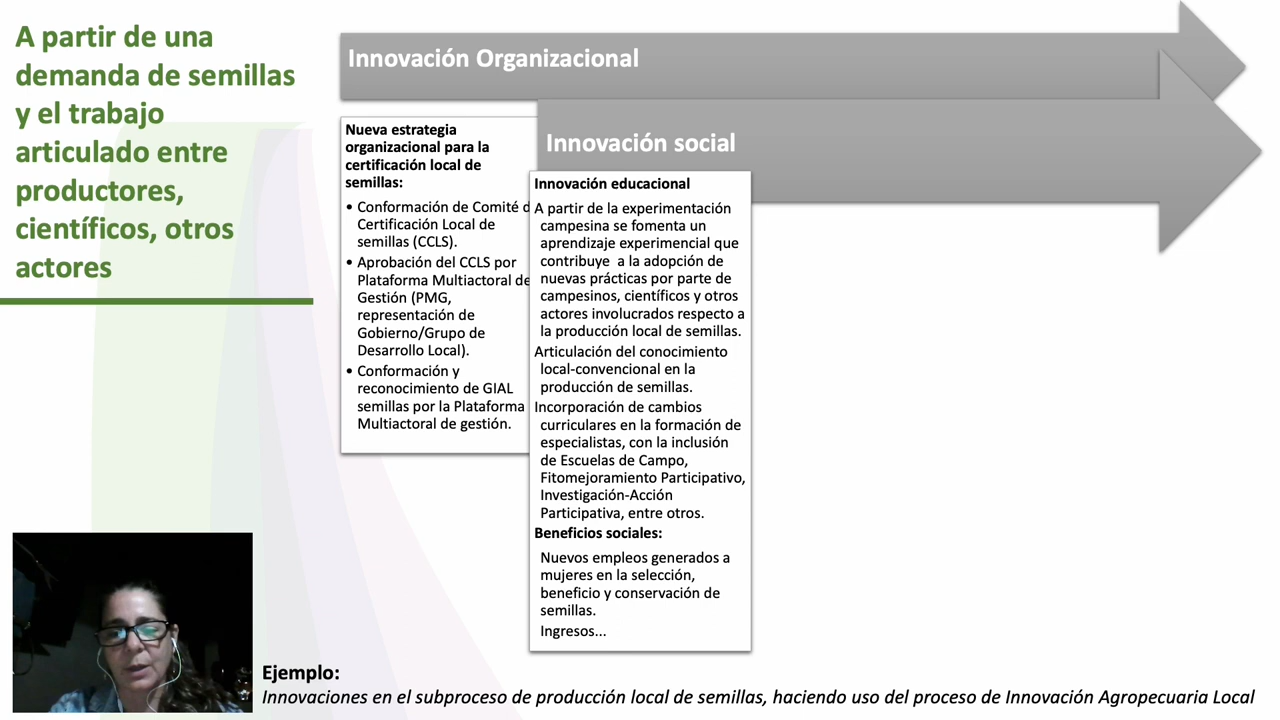 A partir de una
demanda de semillas
y el trabajo
articulado entre
productores,
científicos, otros
actores
Innovación Organizacional
Nueva estrategia
organizacional para la
certificación local de
semillas:
• Conformación de Comité d
Certificación Local de
semillas (CCLS).
• Aprobación del CCLS por
Plataforma Multiactoral de
Gestión (PMG,
representación de
Gobierno/Grupo de
Desarrollo Local).
• Conformación y
reconocimiento de GIAL
semillas por la Plataforma
Multiactoral de gestión.
Innovación social
Innovación educacional
A partir de la experimentación
campesina se fomenta un
aprendizaje experimencial que
contribuye a la adopción de
nuevas prácticas por parte de
campesinos, científicos y otros
actores involucrados respecto a
la producción local de semillas.
Articulación del conocimiento
local-convencional en la
producción de semillas.
Incorporación de cambios
curriculares en la formación de
especialistas, con la inclusión
de Escuelas de Campo,
Fitomejoramiento Participativo,
Investigación-Acción
Participativa, entre otros.
Beneficios sociales:
Nuevos empleos generados a
mujeres en la selección,
beneficio y conservación de
semillas.
Ingresos...
Ejemplo:
Innovaciones en el subproceso de producción local de semillas, haciendo uso del proceso de Innovación Agropecuaria Local